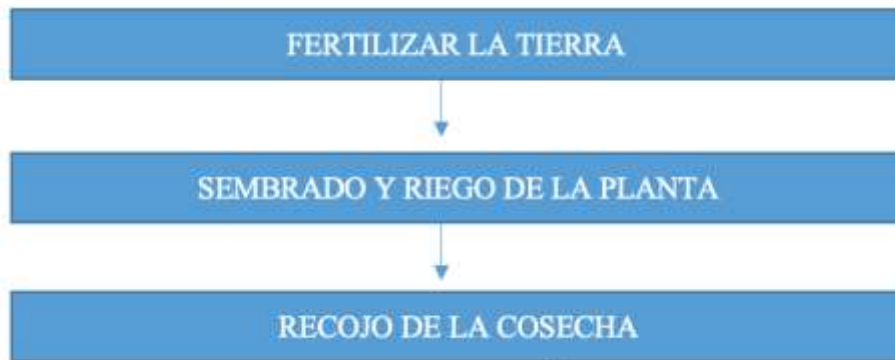 FERTILIZAR LA TIERRA
SEMBRADO Y RIEGO DE LA PLANTA
RECOJO DE LA COSECHA